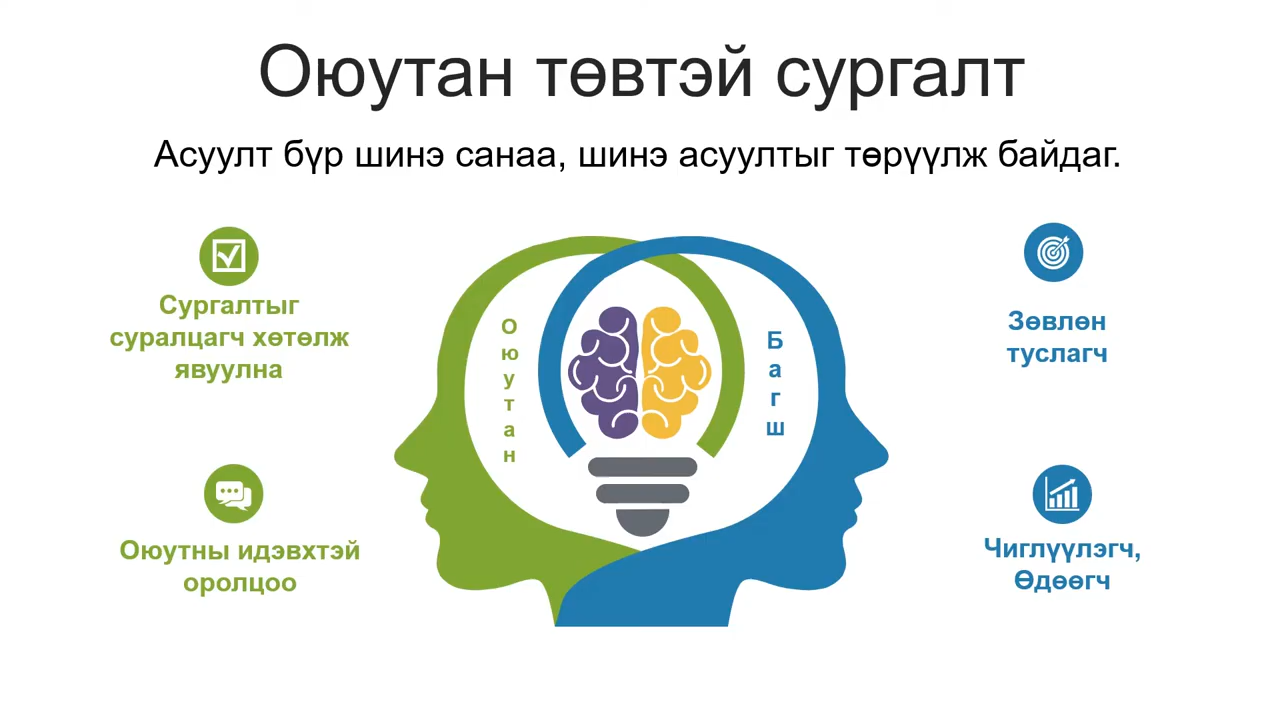 Оюутан төвтэй сургалт
Асуулт бүр шинэ санаа, шинэ асуултыг төрүүлж байдаг.
Сургалтыг
суралцагч хөтөлж
явуулна
Оюутны идэвхтэй
оролцоо
Оюутан
Багш
Зөвлөн
туслагч
Чиглүүлэгч,
Өдөөгч